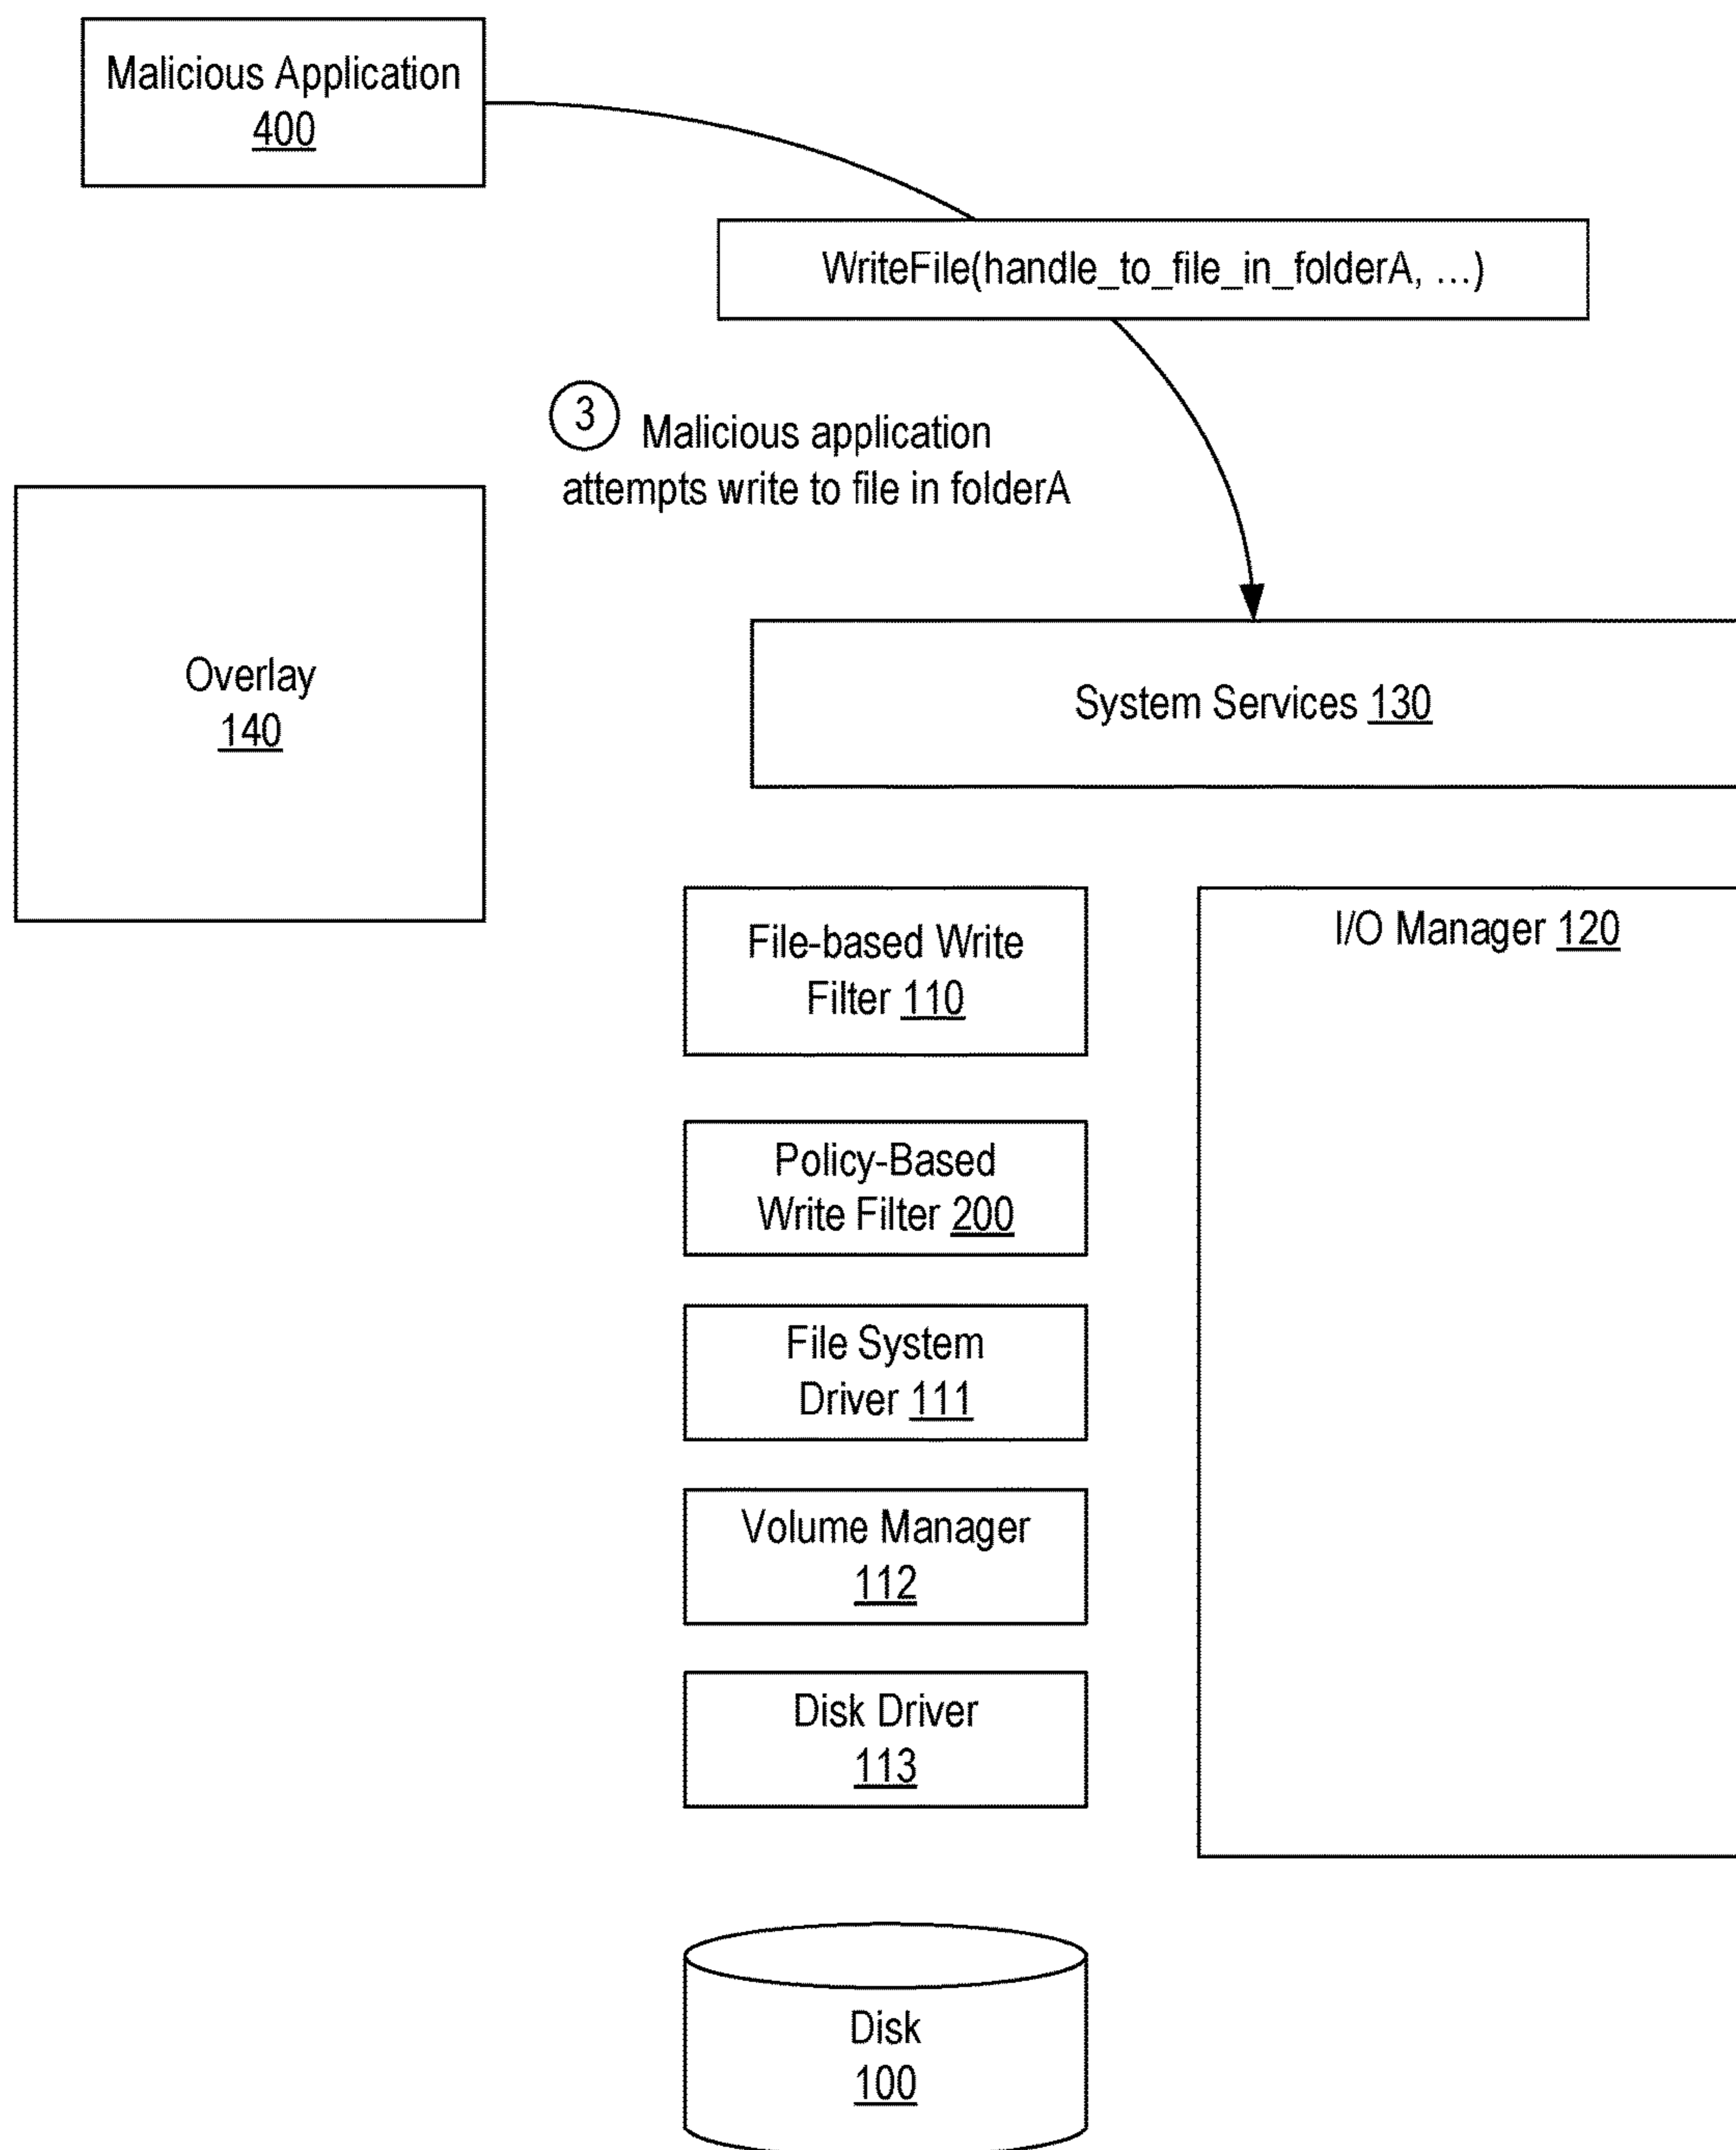 Malicious Application
400
WriteFile(handle_to_file_in_folderA, ...)
3
Malicious application
attempts write to file in folderA
Overlay
140
System Services 130
File-based Write
Filter 110
I/O Manager 120
Policy-Based
Write Filter 200
File System
Driver 111
Volume Manager
112
Disk Driver
113
Disk
100